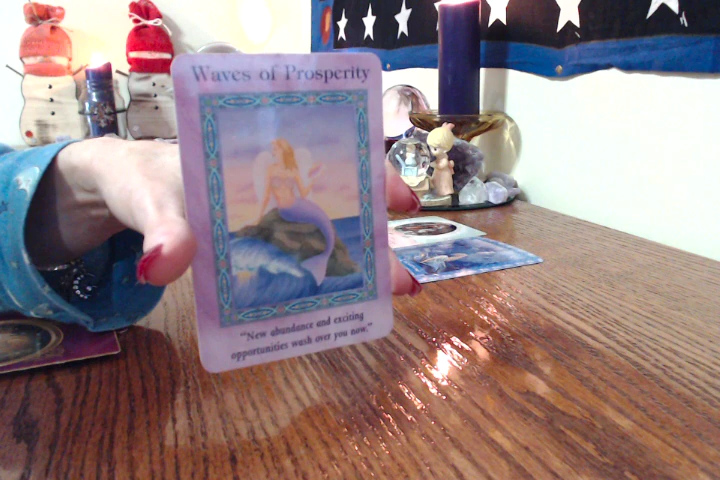 Waves of Prosperity
"New abundance and exciting
opportunities wash over you now."